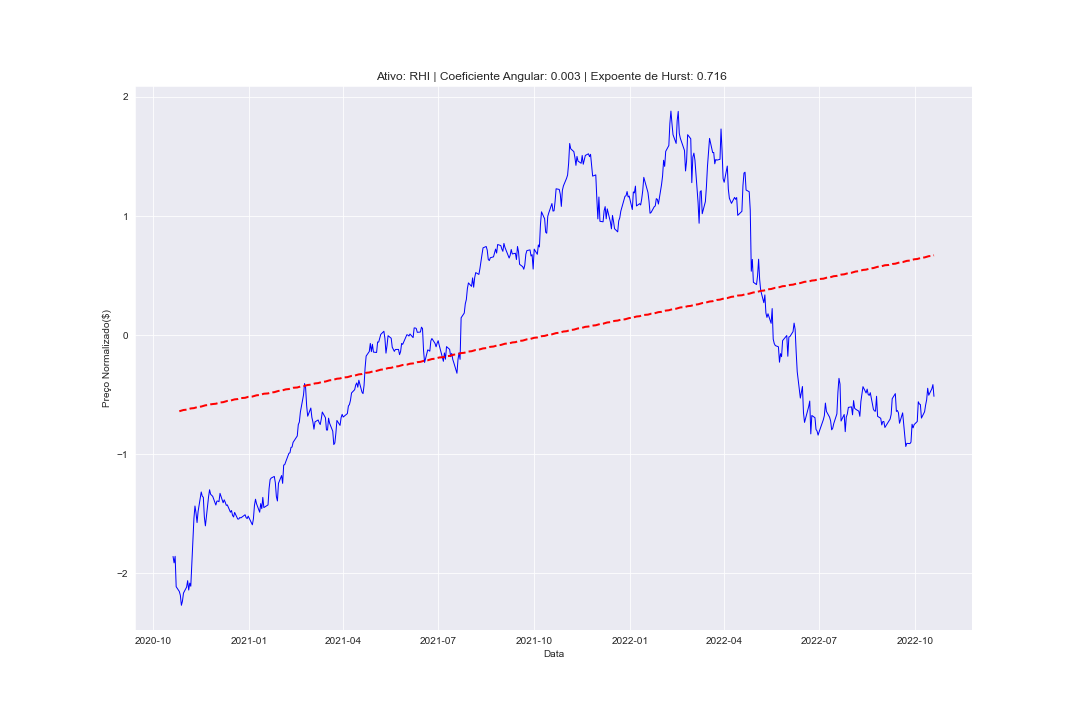 Ativo: RHI | Coeficiente Angular: 0.003 | Expoente de Hurst: 0.716
Preço Normalizado($)
2
1
0
−1
−2
2020-10 2021-01 2021-04 2021-07 2021-10 2022-01 2022-04 2022-07 2022-10
Data